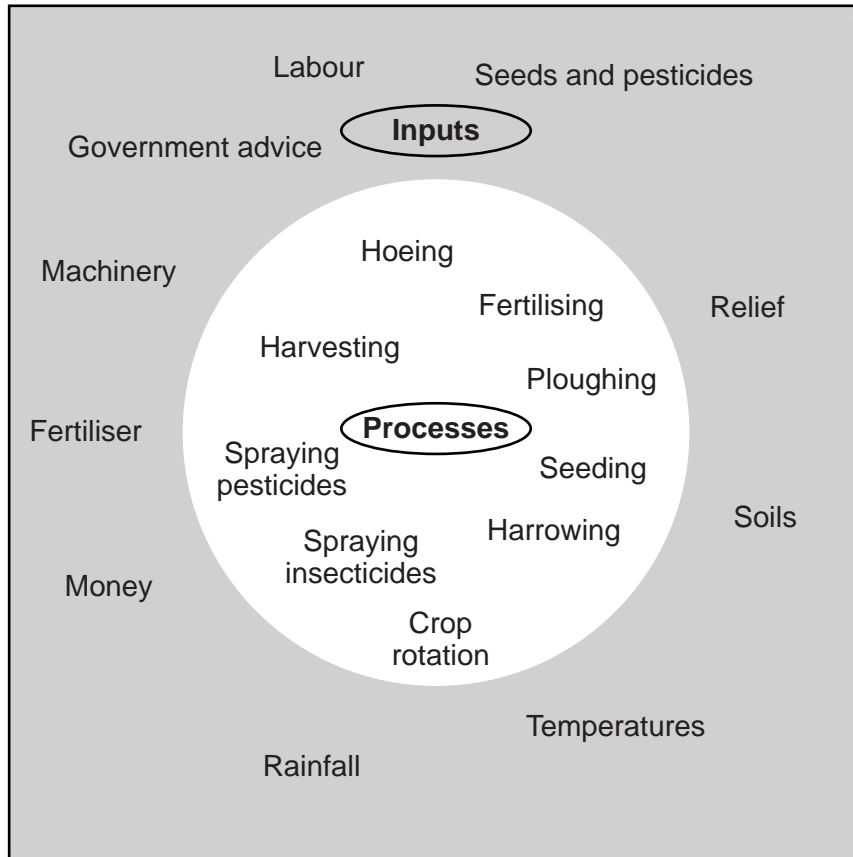 Labour
Seeds and pesticides
Inputs
Government advice
Hoeing
Machinery
Fertilising
Relief
Harvesting
Ploughing
Fertiliser
Processes
Spraying
pesticides
Seeding
Soils
Harrowing
Spraying
insecticides
Money
Crop
rotation
Temperatures
Rainfall